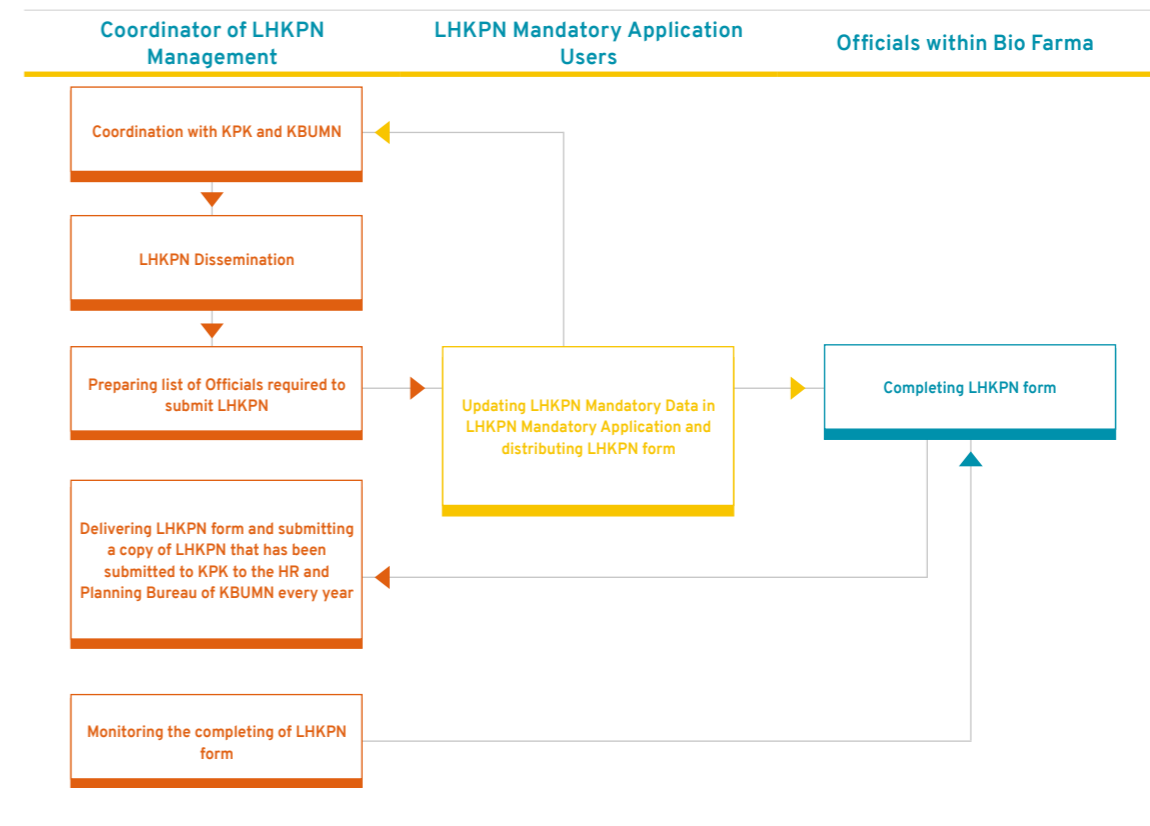 Coordinator of LHKPN
Management
LHKPN Mandatory Application
Users
Officials within Bio Farma
Coordination with KPK and KBUMN
LHKPN Dissemination
Preparing list of Officials required to
submit LHKPN
Updating LHKPN Mandatory Data in
LHKPN Mandatory Application and
distributing LHKPN form
Completing LHKPN form
Delivering LHKPN form and submitting
a copy of LHKPN that has been
submitted to KPK to the HR and
Planning Bureau of KBUMN every year
Monitoring the completing of LHKPN
form